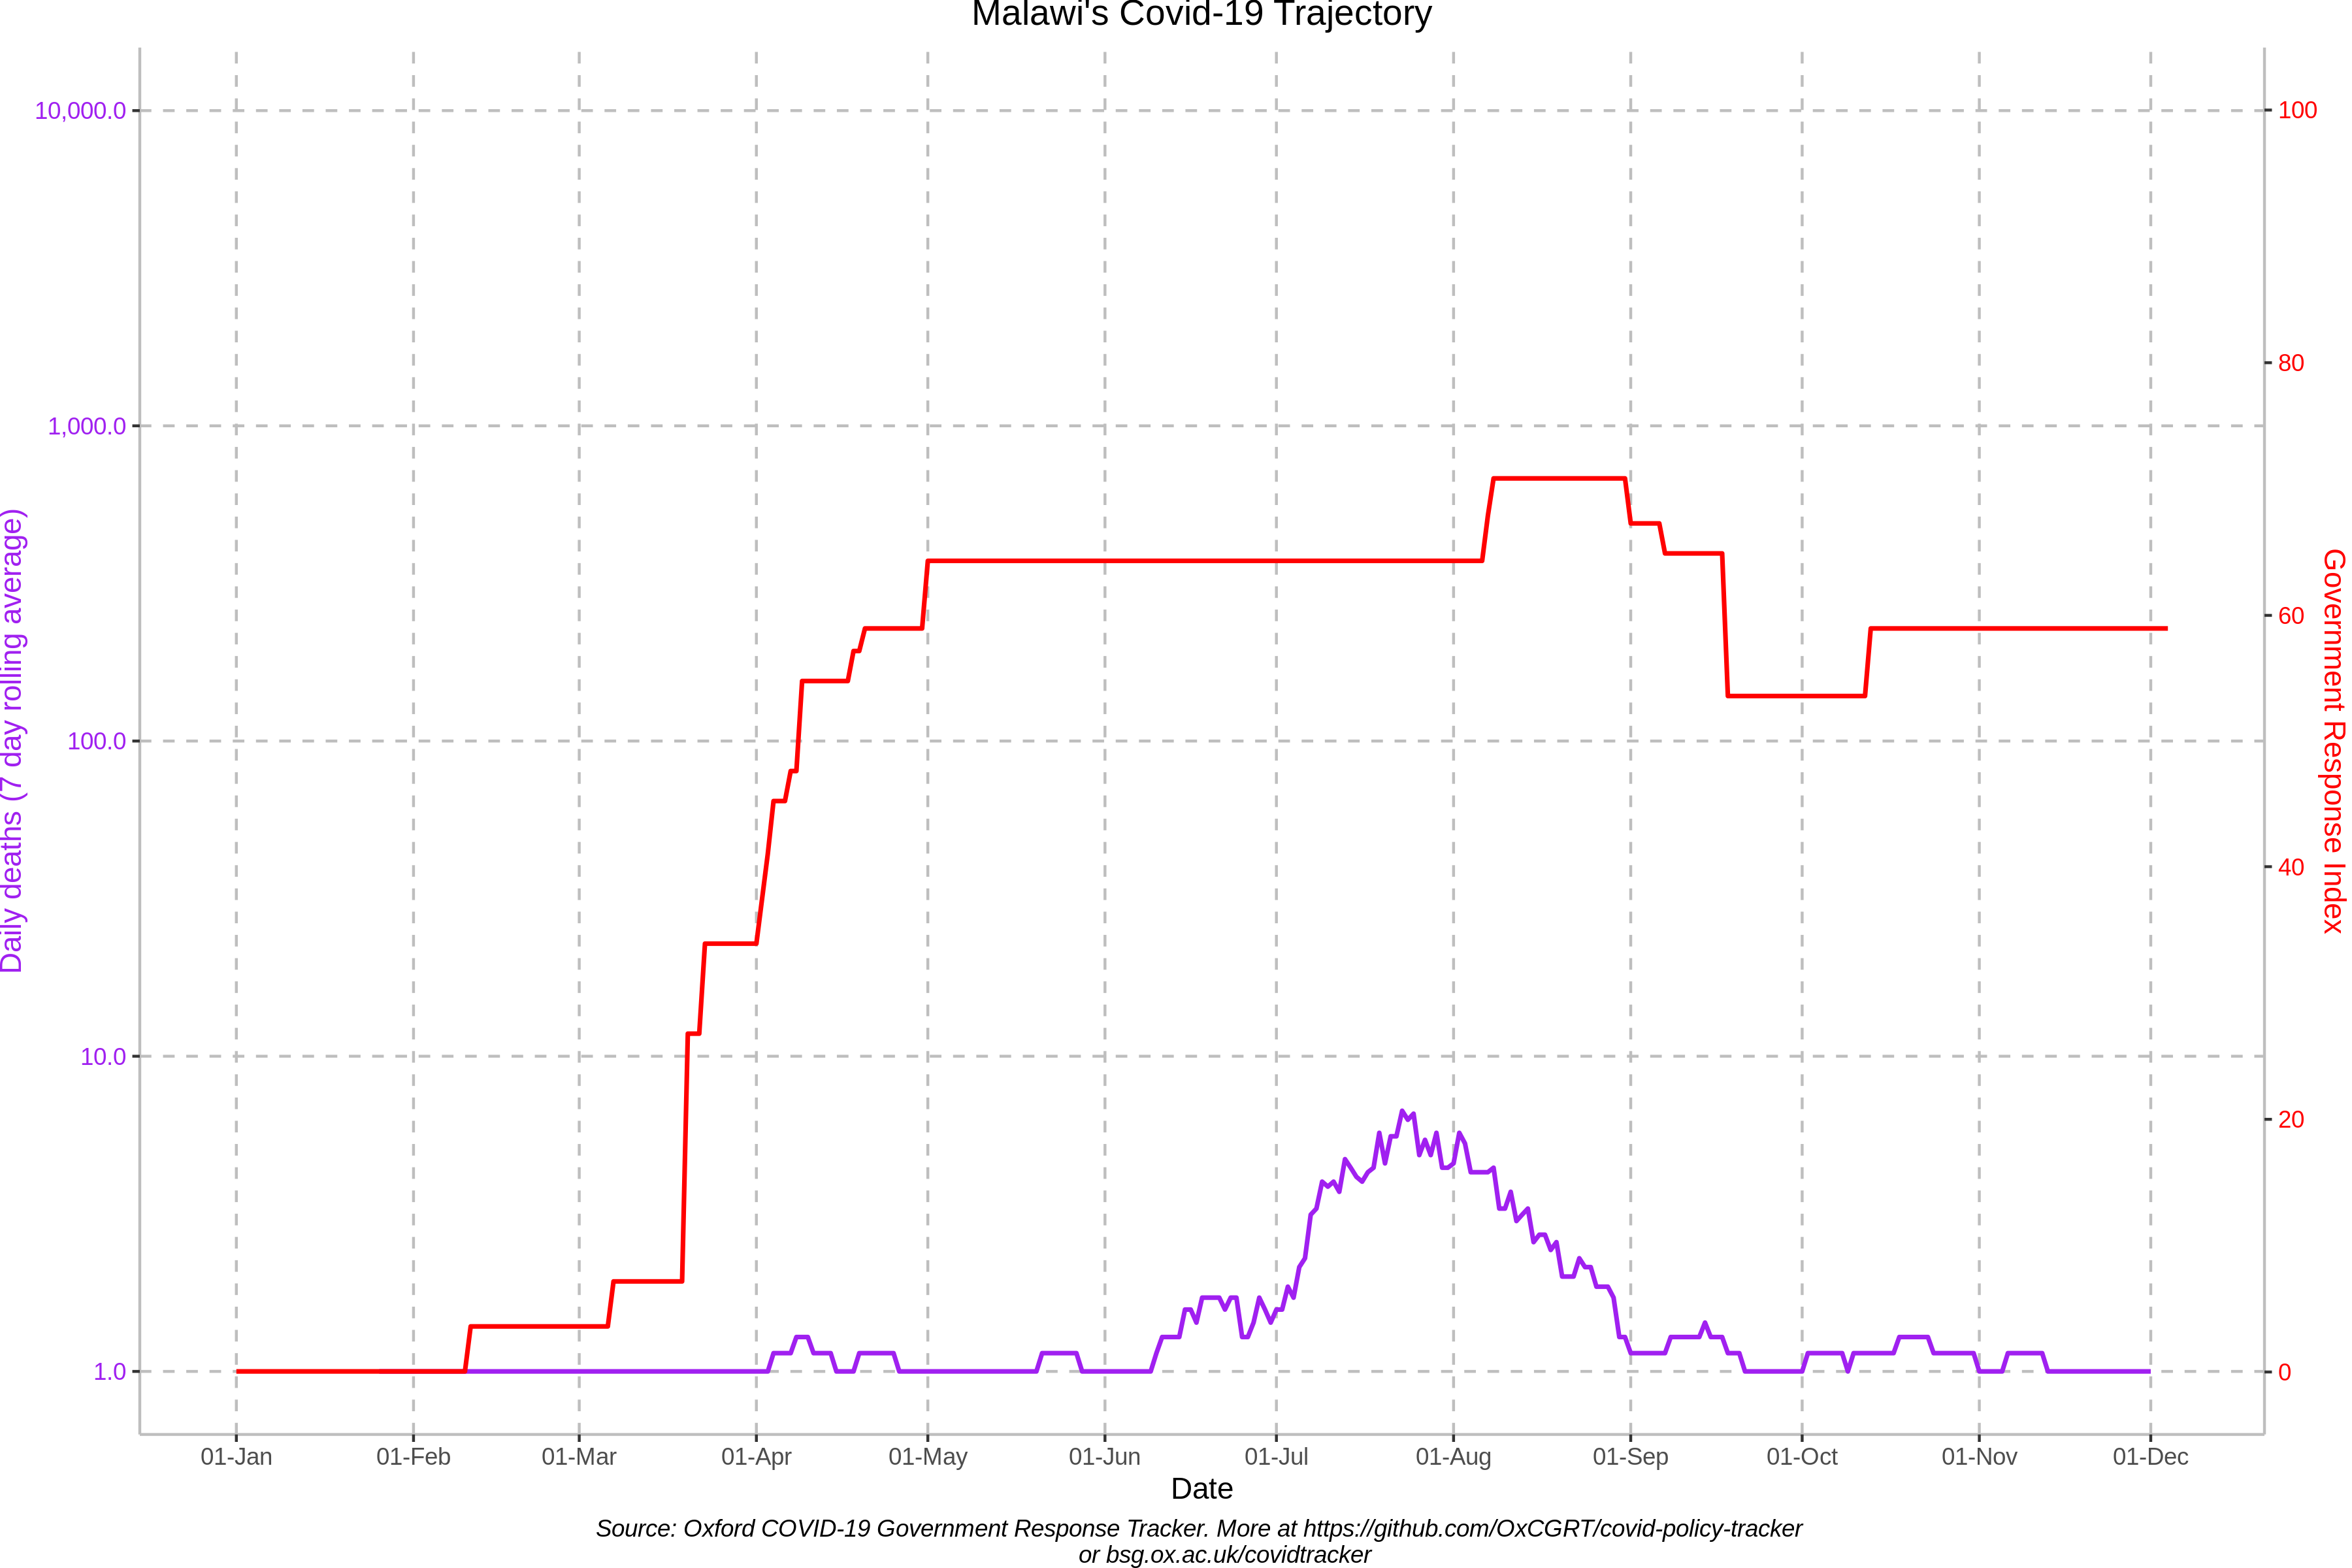 Malawi's Covid-19 Trajectory
10,000.0
1,000.0
100.0
10.0
1.0
Daily deaths (7 day rolling average)
100
80
60
40
20
0
Government Response Index
01-Jan
01-Feb
01-Mar
01-Apr
01-May
01-Jun
01-Jul
01-Aug
01-Sep
01-Oct
01-Nov
01-Dec
Date
Source: Oxford COVID-19 Government Response Tracker. More at https://github.com/OxCGRT/covid-policy-tracker
or bsg.ox.ac.uk/covidtracker